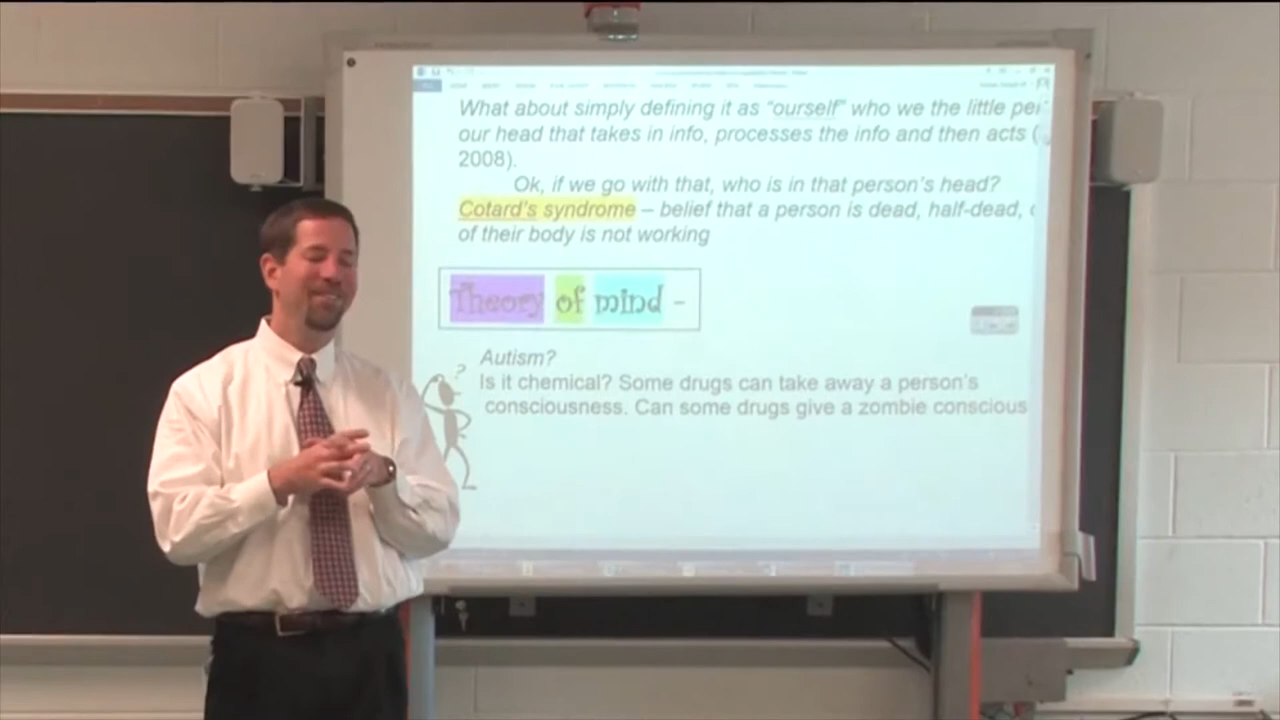 What about simply defining it as “ourself” who we the little
our head that takes in info, processes the info and then acts (
2008).
Ok, if we go with that, who is in that person’s head?
Cotard’s syndrome – belief that a person is dead, half-dead,
of their body is not working
Theory of mind -
?
Autism?
Is it chemical? Some drugs can take away a person’s
consciousness. Can some drugs give a zombie conscious